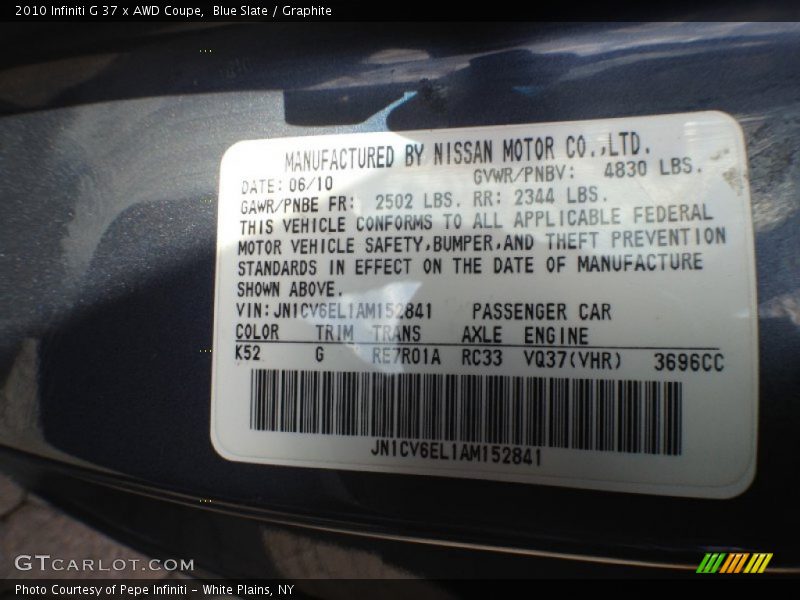 2010 Infiniti G 37 x AWD Coupe,  Blue Slate / Graphite
MANUFACTURED BY NISSAN MOTOR CO.,LTD.
DATE: 06/10 GVWR/PNBV: 4830 LBS.
GAWR/PNBE FR: 2502 LBS. RR: 2344 LBS.
THIS VEHICLE CONFORMS TO ALL APPLICABLE FEDERAL
MOTOR VEHICLE SAFETY,BUMPER,AND THEFT PREVENTION
STANDARDS IN EFFECT ON THE DATE OF MANUFACTURE
SHOWN ABOVE.
VIN:JN1CV6EL1AM152841 PASSENGER CAR
COLOR TRIM TRANS AXLE ENGINE
K52 G RE7R01A RC33 VQ37(VHR) 3696CC
JN1CV6EL1AM152841
GTCARLOT.COM
Photo Courtesy of Pepe Infiniti - White Plains, NY